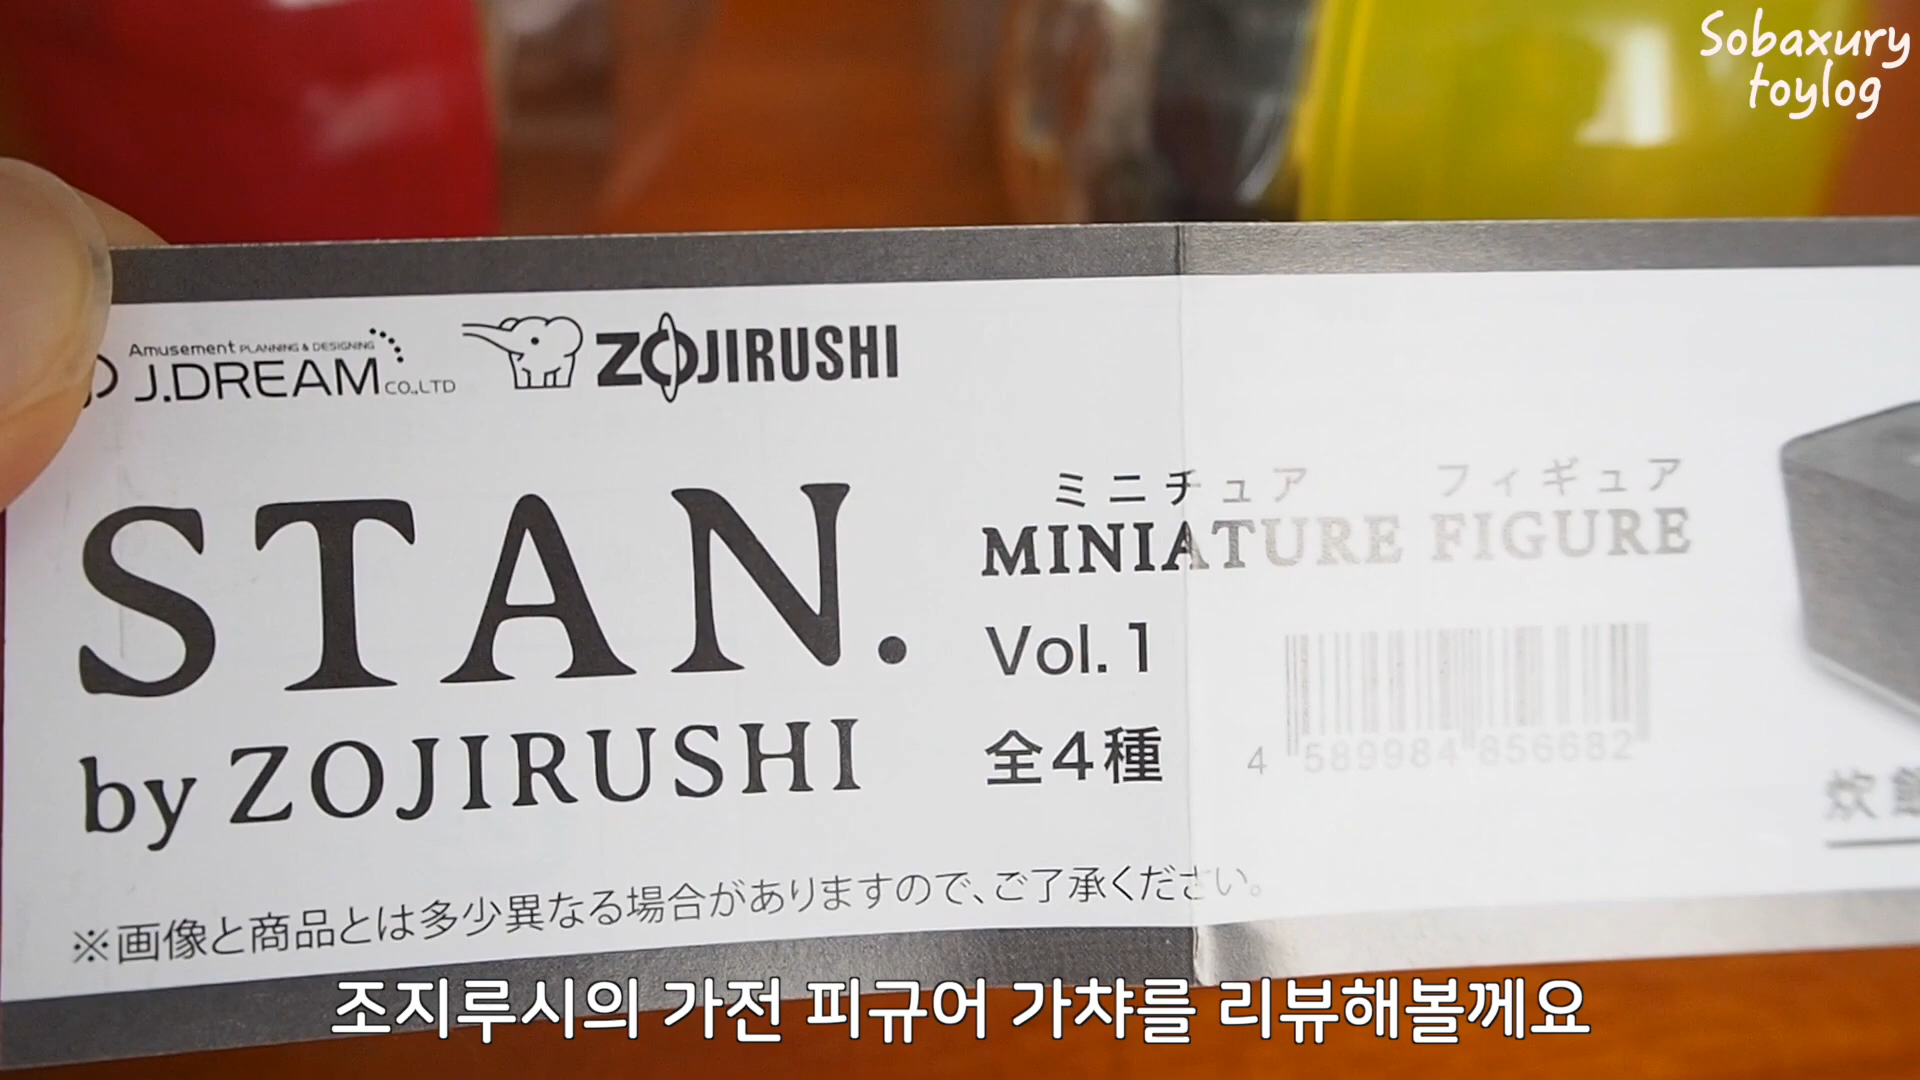 Sobaxury
toylog
Amusement PLANNING & DESIGNING
J.DREAM CO.,LTD
ZOJIRUSHI
STAN.
by ZOJIRUSHI
ミニチュア フィギュア
MINIATURE FIGURE
Vol. 1
全4種
4 589984 856682
炊
※画像と商品とは多少異なる場合がありますので、ご了承ください。
조지루시의 가전 피규어 가챠를 리뷰해볼께요